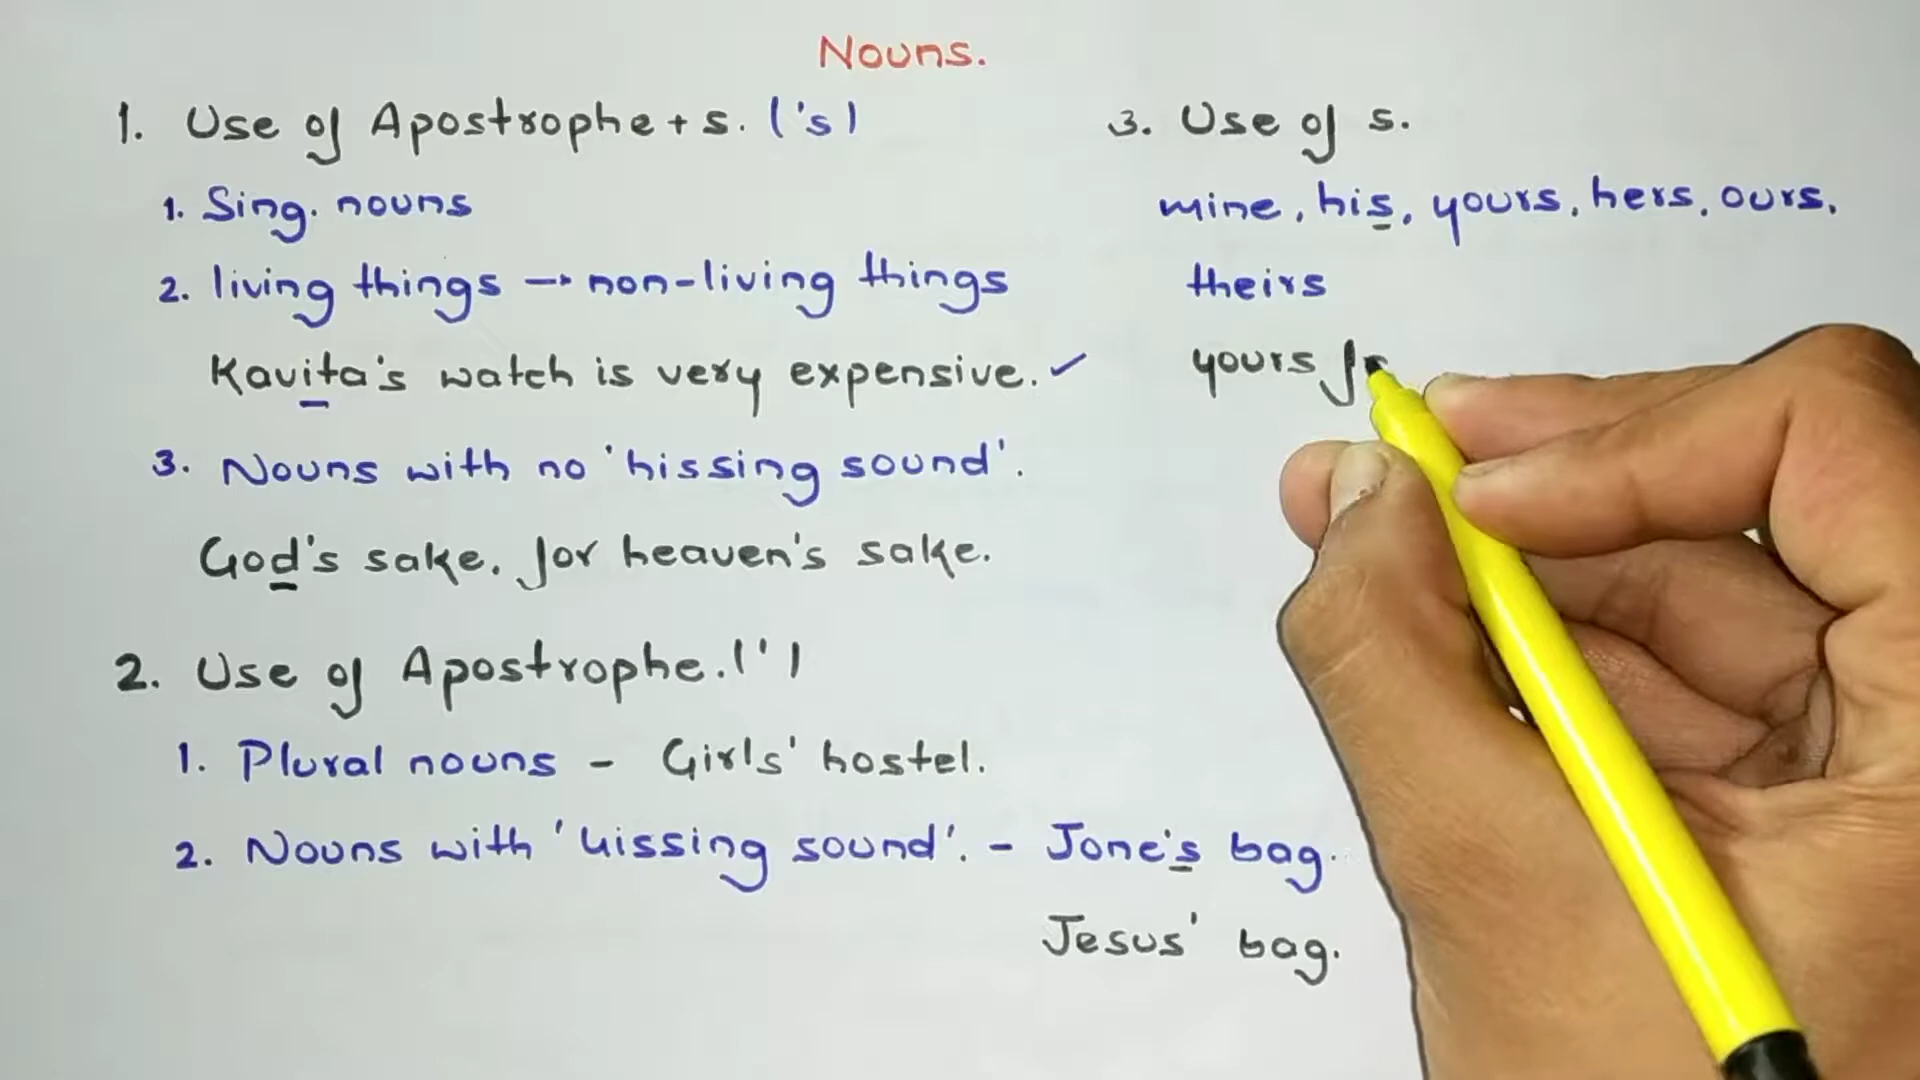 Nouns.
1. Use of Apostrophe + s. ('s)
1. Sing. nouns
2. living things → non-living things
Kavita's watch is very expensive. ✓
3. Nouns with no 'hissing sound'.
God's sake. for heaven's sake.
2. Use of Apostrophe. (')
1. Plural nouns - Girls' hostel.
2. Nouns with 'hissing sound'. - Jone's bag.
Jesus' bag.
3. Use of s.
mine, his, yours, hers, ours,
theirs
yours